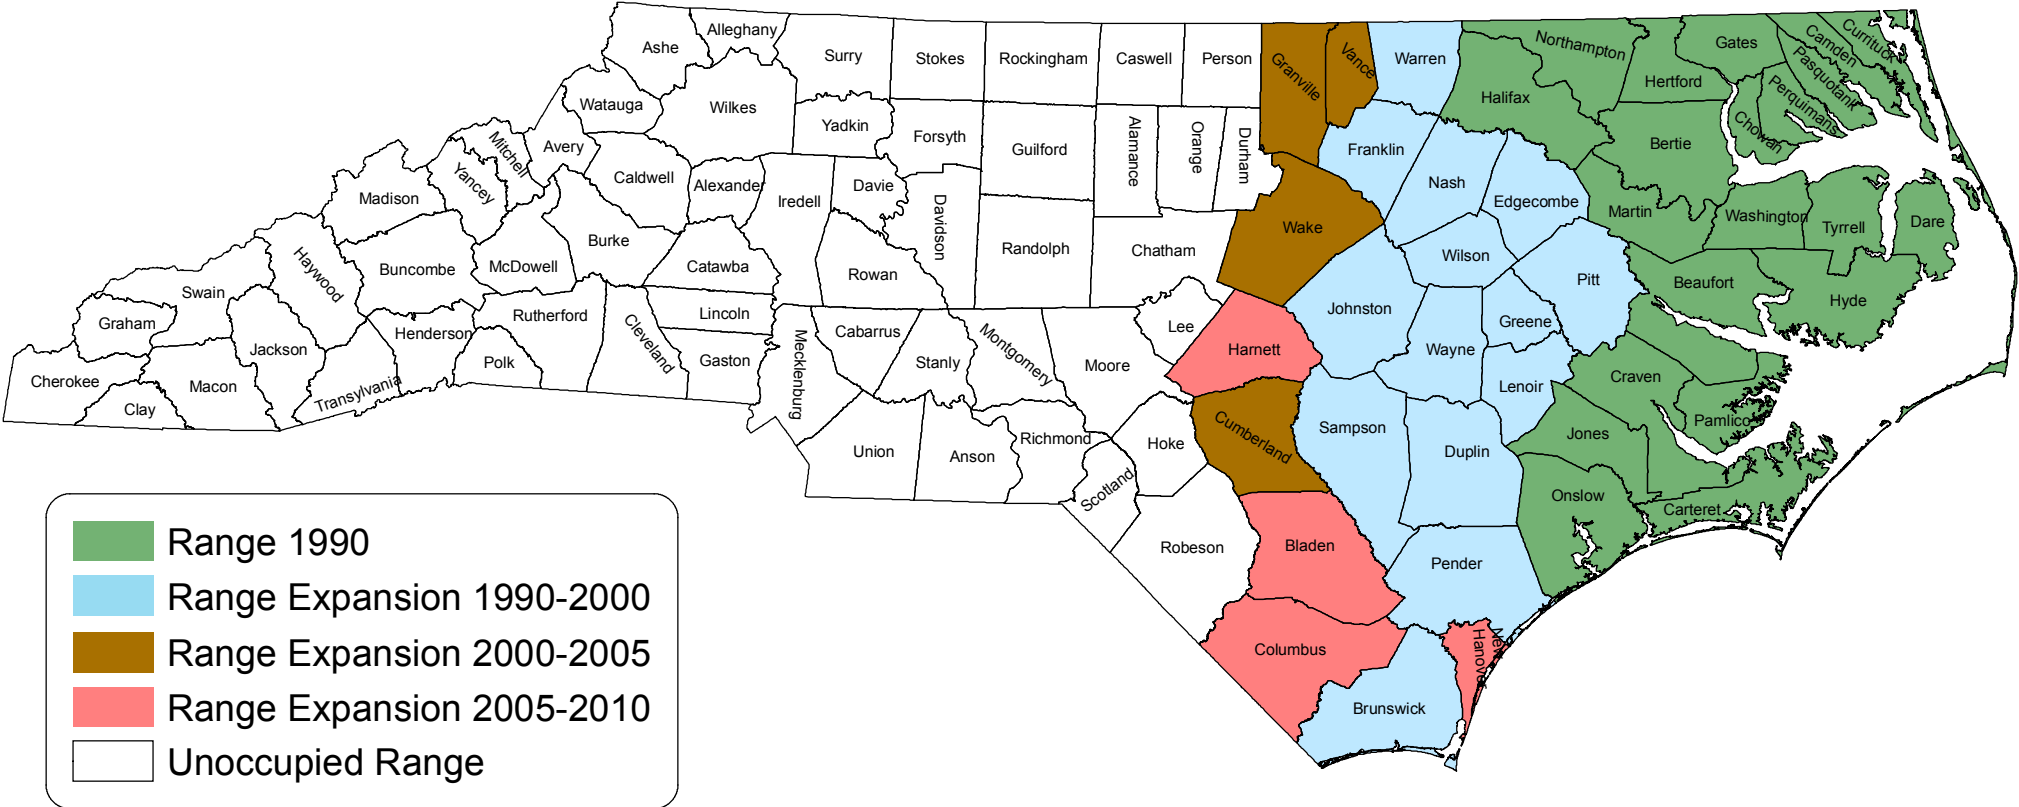 Alleghany
Ashe
Surry
Stokes
Rockingham
Caswell
Person
Granville
Vance
Warren
Northampton
Gates
Camden
Currituck
Pasquotank
Perquimans
Hertford
Halifax
Watauga
Wilkes
Yadkin
Forsyth
Guilford
Alamance
Orange
Durham
Franklin
Bertie
Chowan
Mitchell
Avery
Yancey
Caldwell
Alexander
Iredell
Davie
Davidson
Nash
Edgecombe
Martin
Washington
Tyrrell
Dare
Madison
Burke
McDowell
Buncombe
Haywood
Catawba
Rowan
Randolph
Chatham
Wake
Wilson
Pitt
Beaufort
Hyde
Swain
Graham
Jackson
Henderson
Rutherford
Cleveland
Lincoln
Gaston
Mecklenburg
Cabarrus
Stanly
Montgomery
Moore
Lee
Harnett
Johnston
Wayne
Greene
Lenoir
Craven
Pamlico
Cherokee
Clay
Macon
Transylvania
Polk
Union
Anson
Richmond
Scotland
Hoke
Cumberland
Sampson
Duplin
Jones
Onslow
Carteret
Robeson
Bladen
Pender
Columbus
Brunswick
New
Hanover
Range 1990
Range Expansion 1990-2000
Range Expansion 2000-2005
Range Expansion 2005-2010
Unoccupied Range